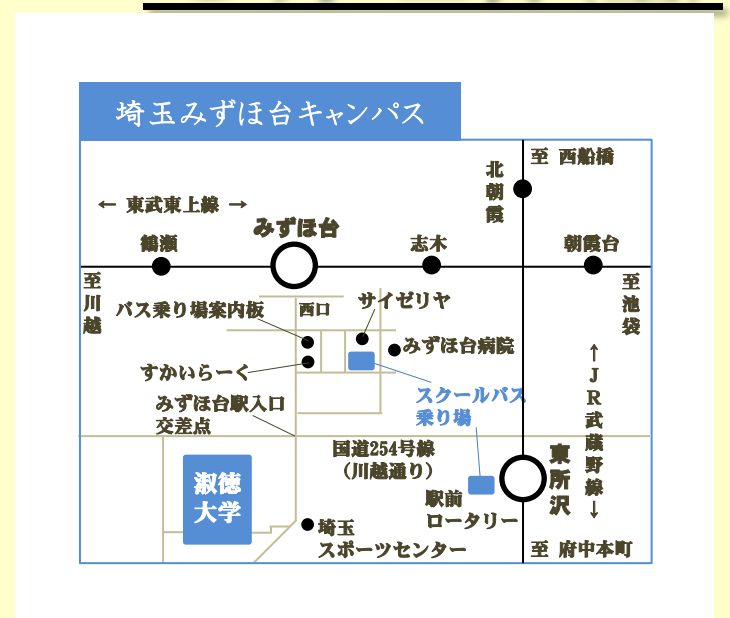 埼玉みずほ台キャンパス
至 西船橋
北朝霞
← 東武東上線 →
みずほ台
鶴瀬
志木
朝霞台
至川越
至池袋
西口
サイゼリヤ
バス乗り場案内板
みずほ台病院
すかいらーく
↑JR武蔵野線↓
スクールバス
乗り場
みずほ台駅入口
交差点
国道254号線
（川越通り）
東所沢
淑徳
大学
駅前
ロータリー
埼玉
スポーツセンター
至 府中本町